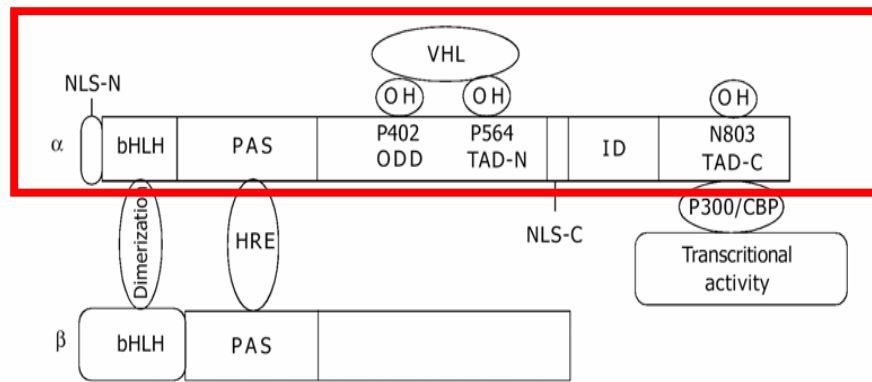 VHL
NLS-N
OH
OH
OH
α
bHLH
PAS
P402
ODD
P564
TAD-N
ID
N803
TAD-C
Dimerization
HRE
NLS-C
P300/CBP
Transcritional
activity
β
bHLH
PAS